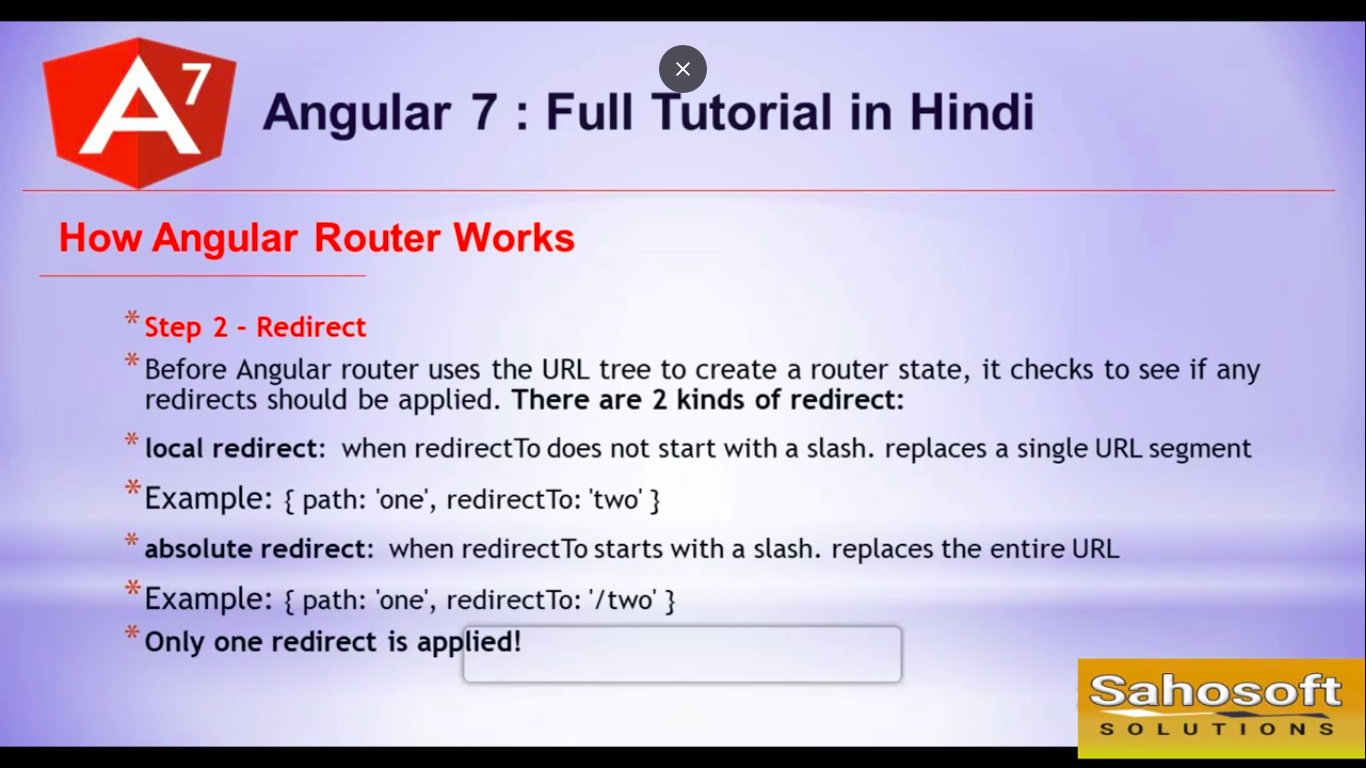 A7
Angular 7 : Full Tutorial in Hindi
How Angular Router Works
* Step 2 - Redirect
* Before Angular router uses the URL tree to create a router state, it checks to see if any
redirects should be applied. There are 2 kinds of redirect:
* local redirect: when redirectTo does not start with a slash. replaces a single URL segment
* Example: { path: 'one', redirectTo: 'two' }
* absolute redirect: when redirectTo starts with a slash. replaces the entire URL
* Example: { path: 'one', redirectTo: '/two' }
* Only one redirect is applied!
Sahosoft
SOLUTIONS